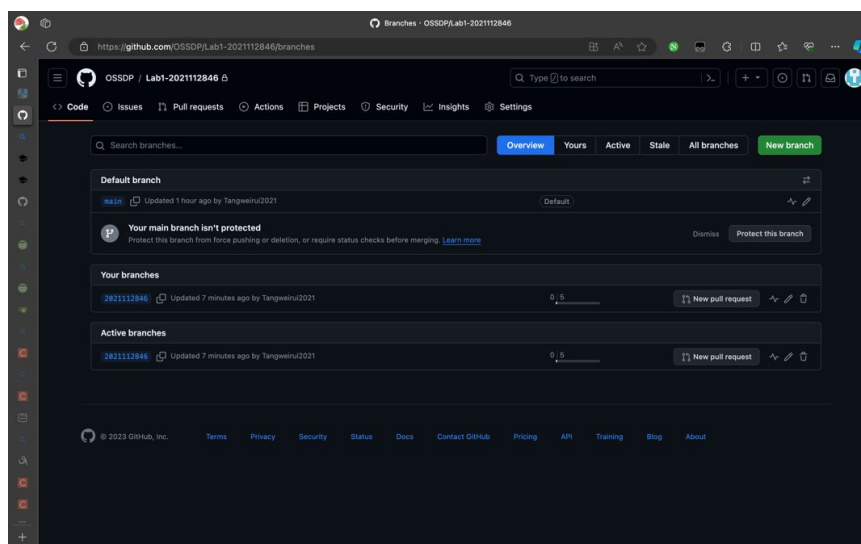 Branches · OSSDP/Lab1-2021112846
https://github.com/OSSDP/Lab1-2021112846/branches
OSSDP / Lab1-2021112846
Type / to search
Code Issues Pull requests Actions Projects Security Insights Settings
Search branches...
Overview Yours Active Stale All branches New branch
Default branch
main Updated 1 hour ago by Tangweirui2021 Default
Your main branch isn't protected
Protect this branch from force pushing or deletion, or require status checks before merging. Learn more
Dismiss Protect this branch
Your branches
2021112846 Updated 7 minutes ago by Tangweirui2021 0 5 New pull request
Active branches
2021112846 Updated 7 minutes ago by Tangweirui2021 0 5 New pull request
© 2023 GitHub, Inc. Terms Privacy Security Status Docs Contact GitHub Pricing API Training Blog About